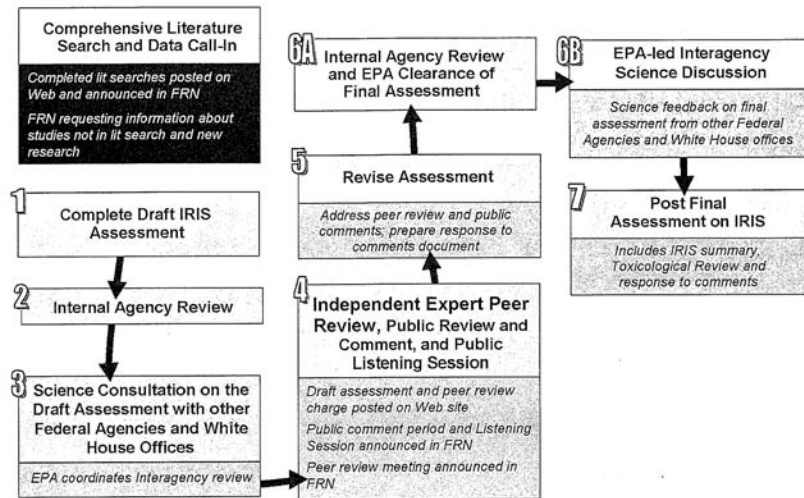 Comprehensive Literature
Search and Data Call-In
Completed lit searches posted on
Web and announced in FRN
FRN requesting information about
studies not in lit search and new
research
1
Complete Draft IRIS
Assessment
2
Internal Agency Review
3
Science Consultation on the
Draft Assessment with other
Federal Agencies and White
House Offices
EPA coordinates Interagency review
4
Independent Expert Peer
Review, Public Review and
Comment, and Public
Listening Session
Draft assessment and peer review
charge posted on Web site
Public comment period and Listening
Session announced in FRN
Peer review meeting announced in
FRN
5
Revise Assessment
Address peer review and public
comments; prepare response to
comments document
6A
Internal Agency Review
and EPA Clearance of
Final Assessment
6B
EPA-led Interagency
Science Discussion
Science feedback on final
assessment from other Federal
Agencies and White House offices
7
Post Final
Assessment on IRIS
Includes IRIS summary,
Toxicological Review and
response to comments